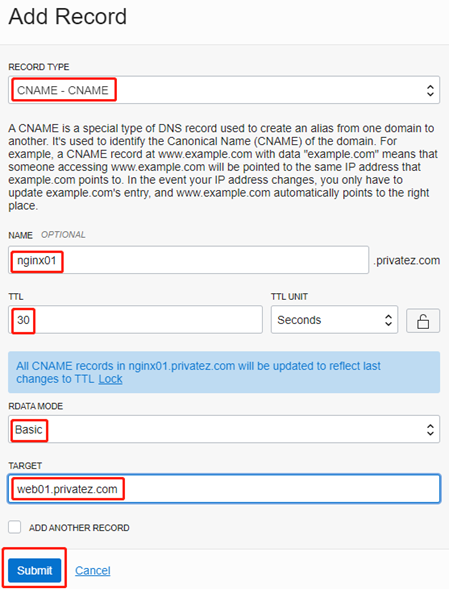 Add Record
RECORD TYPE
CNAME - CNAME
A CNAME is a special type of DNS record used to create an alias from one domain to
another. It's used to identify the Canonical Name (CNAME) of the domain. For
example, a CNAME record at www.example.com with data "example.com" means that
someone accessing www.example.com will be pointed to the same IP address that
example.com points to. In the event your IP address changes, you only have to
update example.com's entry, and www.example.com automatically points to the right
place.
NAME OPTIONAL
nginx01 .privatez.com
TTL TTL UNIT
30 Seconds
All CNAME records in nginx01.privatez.com will be updated to reflect last
changes to TTL Lock
RDATA MODE
Basic
TARGET
web01.privatez.com
ADD ANOTHER RECORD
Submit Cancel